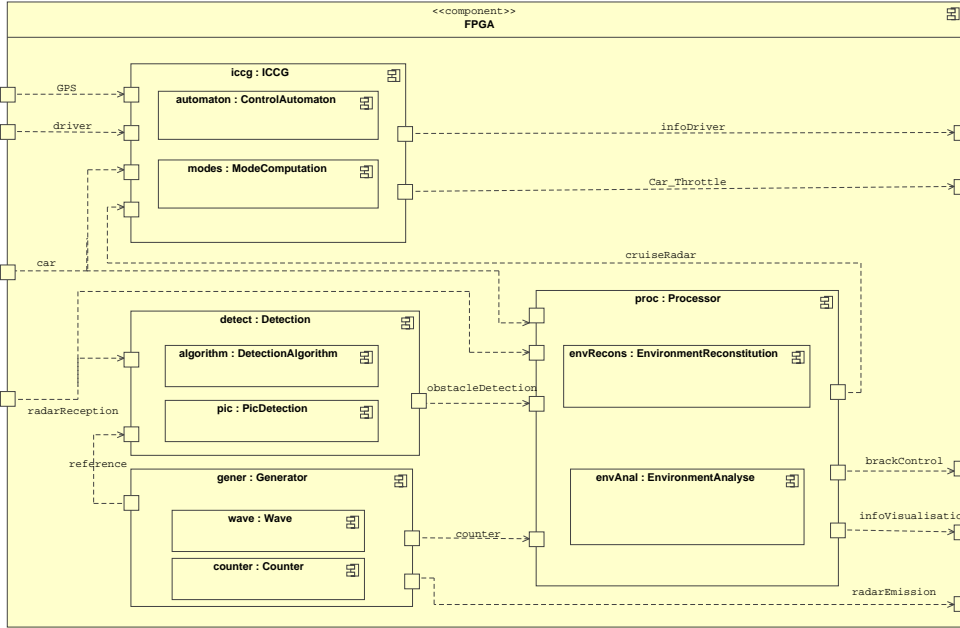 <<component>>
FPGA
iccg : ICCG
GPS
automaton : ControlAutomaton
driver
infoDriver
modes : ModeComputation
Car_Throttle
cruiseRadar
car
proc : Processor
detect : Detection
algorithm : DetectionAlgorithm
envRecons : EnvironmentReconstitution
obstacleDetection
radarReception
pic : PicDetection
reference
brackControl
gener : Generator
envAnal : EnvironmentAnalyse
wave : Wave
infoVisualisatio
counter
counter : Counter
radarEmission